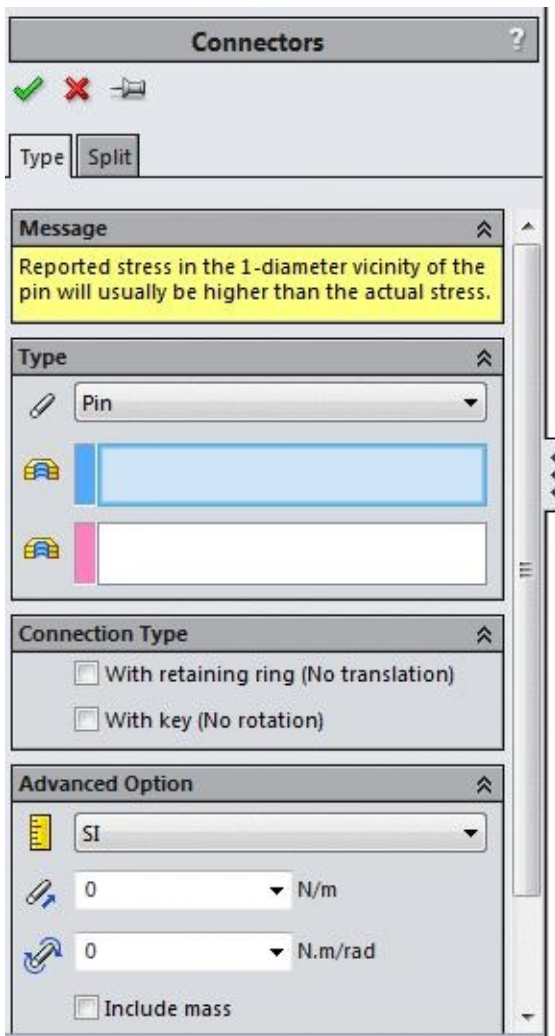 Connectors
?
Type Split
Message
Reported stress in the 1-diameter vicinity of the
pin will usually be higher than the actual stress.
Type
Pin
Connection Type
With retaining ring (No translation)
With key (No rotation)
Advanced Option
SI
0 N/m
0 N.m/rad
Include mass